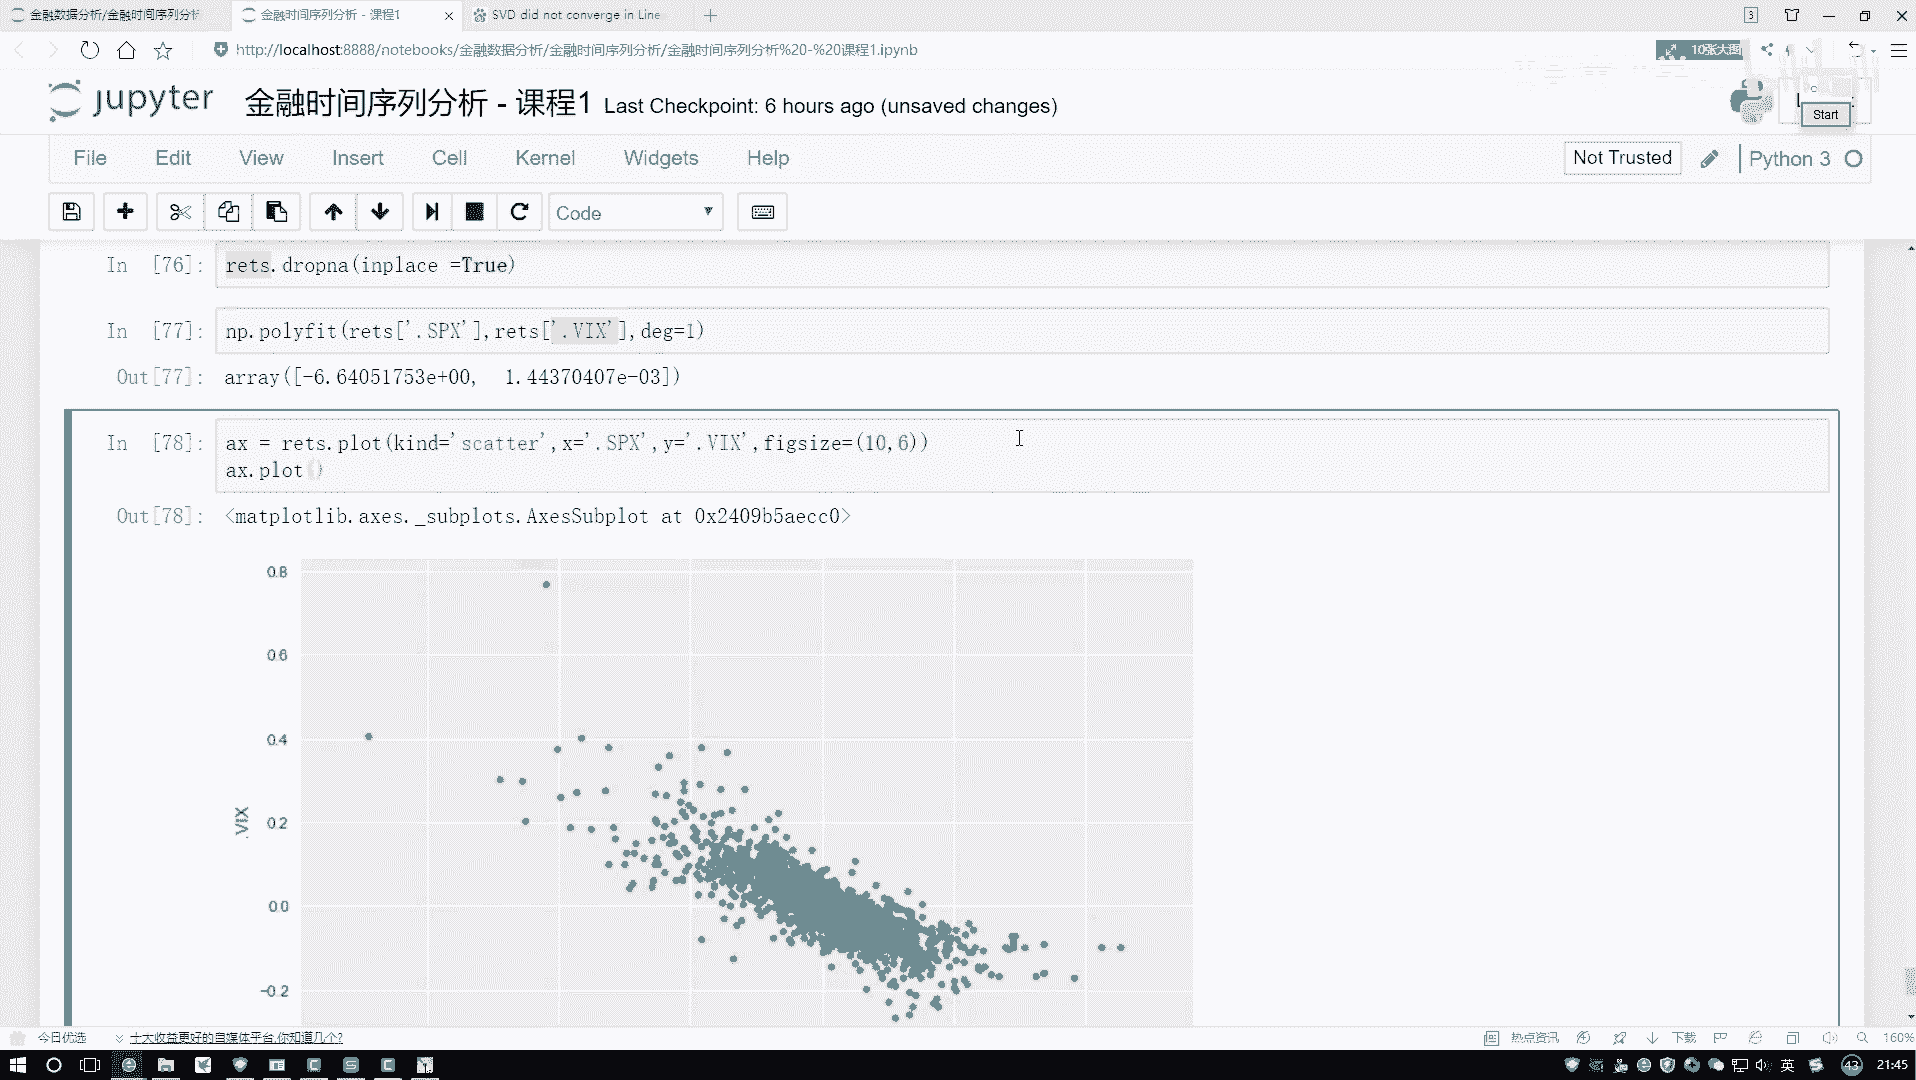 金融数据分析/金融时间序列分析
金融时间序列分析 - 课程1
SVD did not converge in Line
3
http://localhost:8888/notebooks/金融数据分析/金融时间序列分析/金融时间序列分析%20-%20课程1.ipynb
10张大图
jupyter
金融时间序列分析 - 课程1 Last Checkpoint: 6 hours ago (unsaved changes)
Start
File Edit View Insert Cell Kernel Widgets Help
Not Trusted
Python 3
Code
In [76]: rets.dropna(inplace =True)
In [77]: np.polyfit(rets['.SPX'],rets['.VIX'],deg=1)
Out[77]: array([-6.64051753e+00, 1.44370407e-03])
In [78]: ax = rets.plot(kind='scatter',x='.SPX',y='.VIX',figsize=(10,6))
ax.plot()
Out[78]: <matplotlib.axes._subplots.AxesSubplot at 0x2409b5aecc0>
0.8
0.6
0.4
.VIX
0.2
0.0
-0.2
今日优选
十大收益更好的自媒体平台,你知道几个?
热点资讯
下载
160%
英
43
21:45